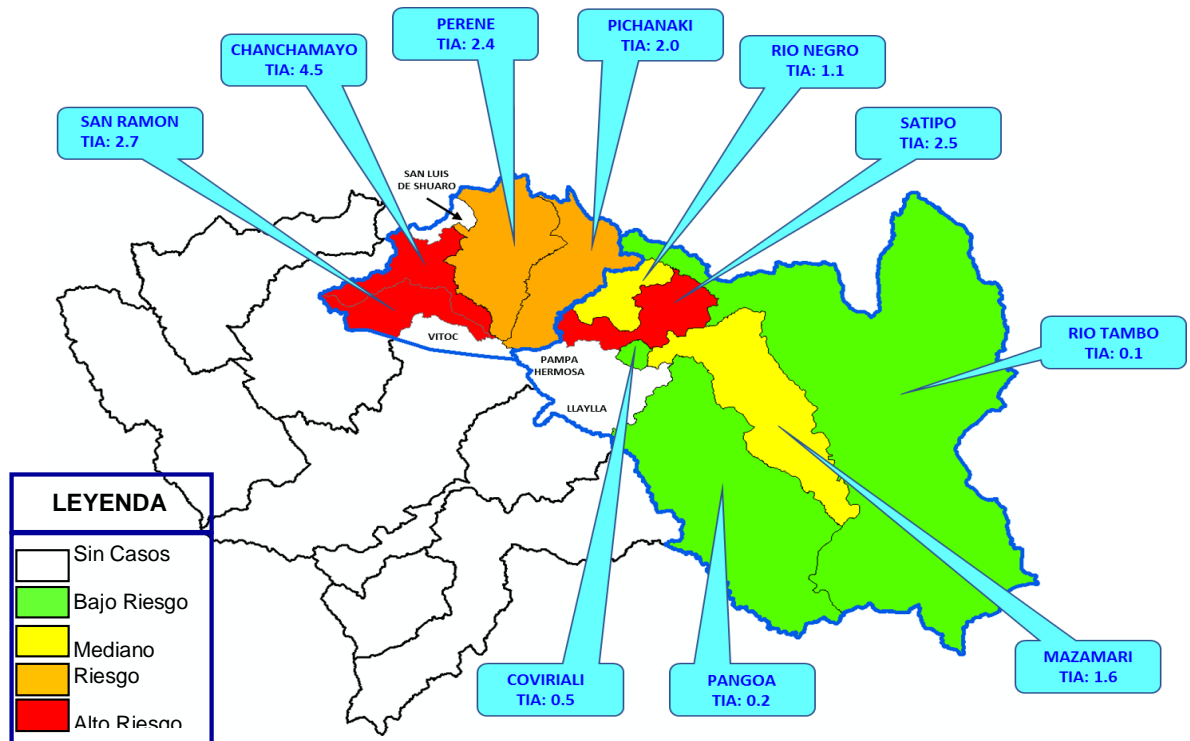 PERENE
TIA: 2.4
PICHANAKI
TIA: 2.0
CHANCHAMAYO
TIA: 4.5
RIO NEGRO
TIA: 1.1
SAN RAMON
TIA: 2.7
SATIPO
TIA: 2.5
SAN LUIS
DE SHUARO
RIO TAMBO
TIA: 0.1
VITOC
PAMPA
HERMOSA
LLAYLLA
LEYENDA
Sin Casos
Bajo Riesgo
Mediano
Riesgo
Alto Riesgo
COVIRIALI
TIA: 0.5
PANGOA
TIA: 0.2
MAZAMARI
TIA: 1.6